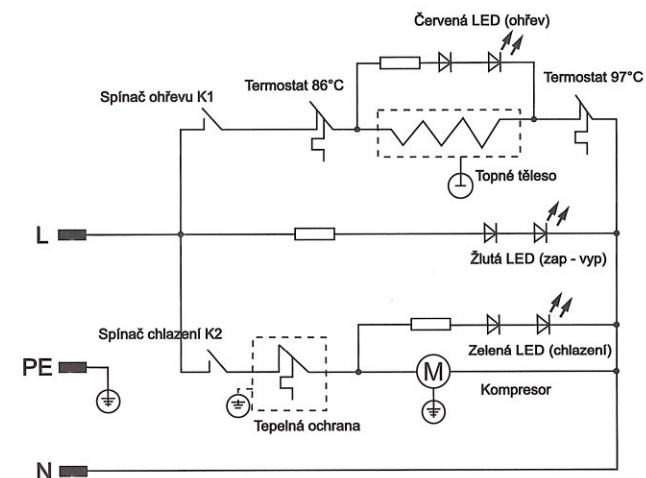 Červená LED (ohřev)
Termostat 97°C
Termostat 86°C
Spínač ohřevu K1
Topné těleso
L
Žlutá LED (zap - vyp)
Spínač chlazení K2
Zelená LED (chlazení)
PE
M
Kompresor
Tepelná ochrana
N